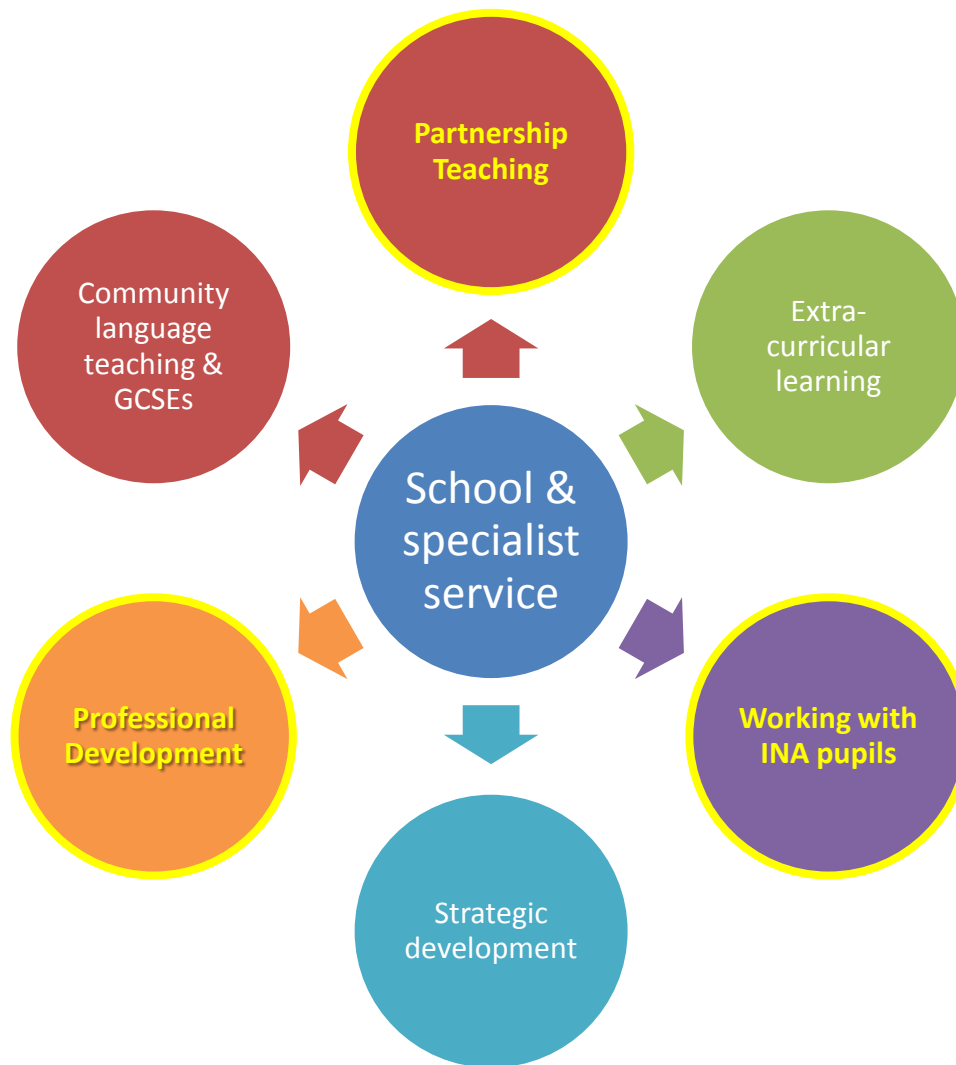 Partnership
Teaching
Community
language
teaching &
GCSEs
Extra-
curricular
learning
School &
specialist
service
Professional
Development
Working with
INA pupils
Strategic
development